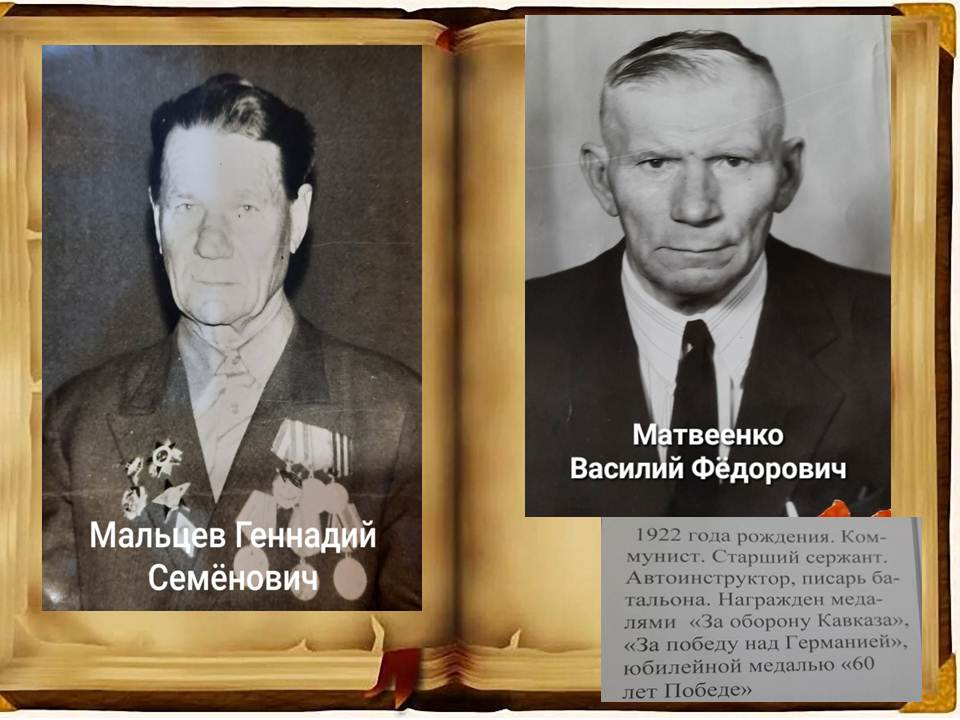 Мальцев Геннадий
Семёнович
Матвеенко
Василий Фёдорович
1922 года рождения. Ком-
мунист. Старший сержант.
Автоинструктор, писарь ба-
тальона. Награжден меда-
лями «За оборону Кавказа»,
«За победу над Германией»,
юбилейной медалью «60
лет Победе»